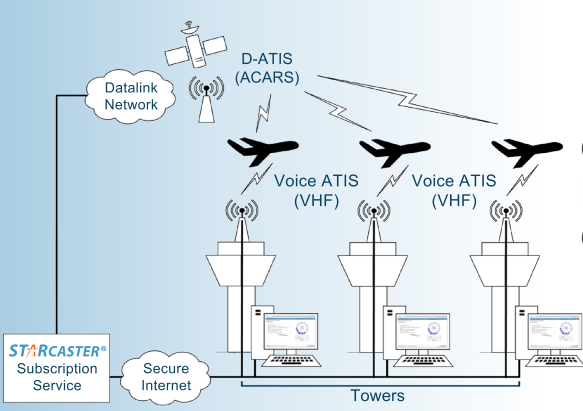 D-ATIS
(ACARS)
Datalink
Network
Voice ATIS
(VHF)
Voice ATIS
(VHF)
STARCASTER®
Subscription
Service
Secure
Internet
Towers